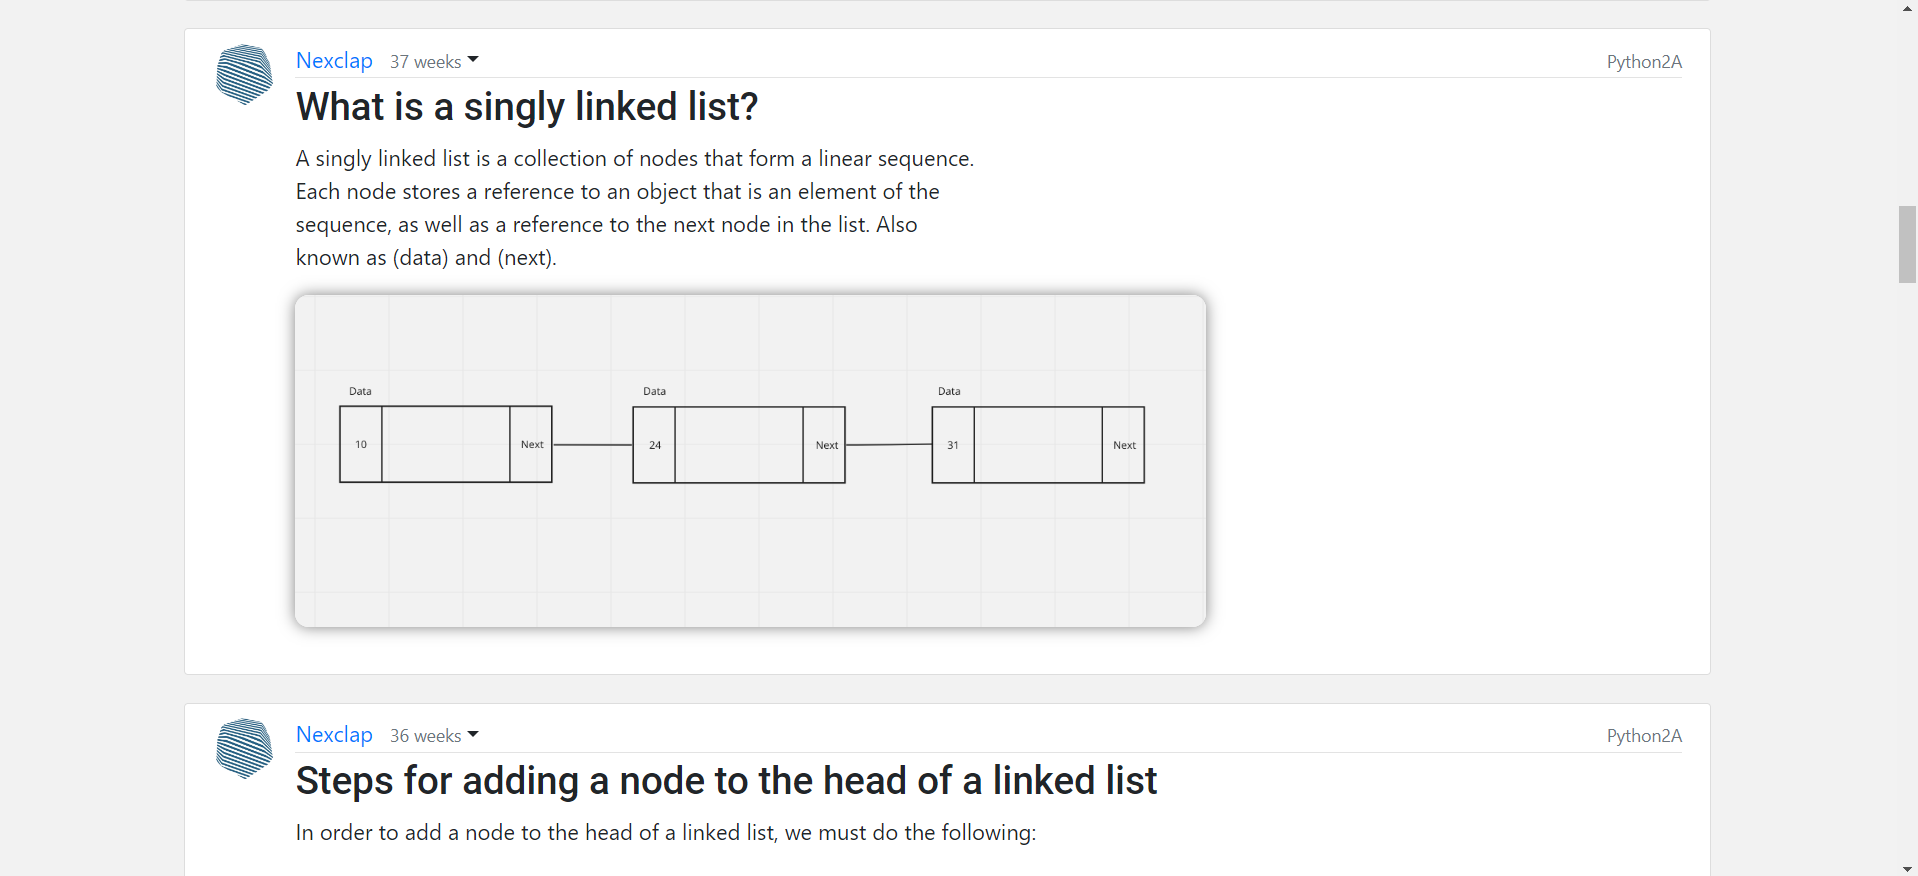 Nexclap 37 weeks Python2A
What is a singly linked list?
A singly linked list is a collection of nodes that form a linear sequence.
Each node stores a reference to an object that is an element of the
sequence, as well as a reference to the next node in the list. Also
known as (data) and (next).
Data Data Data
10 Next 24 Next 31 Next
Nexclap 36 weeks Python2A
Steps for adding a node to the head of a linked list
In order to add a node to the head of a linked list, we must do the following: